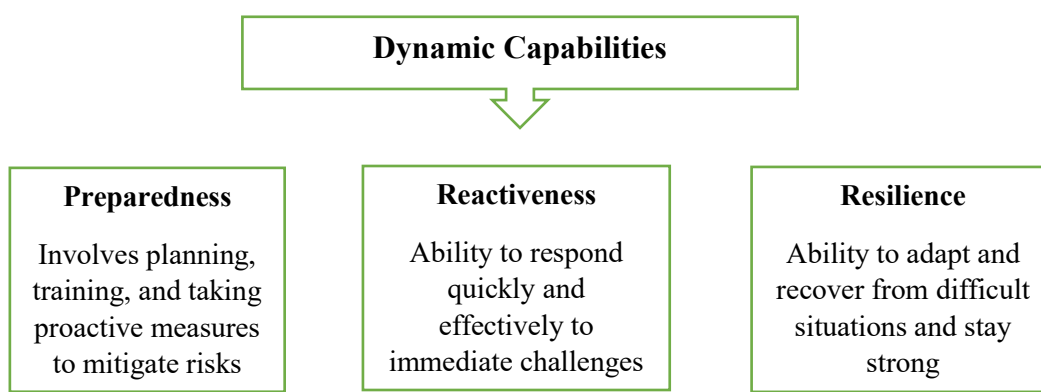 Dynamic Capabilities
Preparedness
Involves planning,
training, and taking
proactive measures
to mitigate risks
Reactiveness
Ability to respond
quickly and
effectively to
immediate challenges
Resilience
Ability to adapt and
recover from difficult
situations and stay
strong